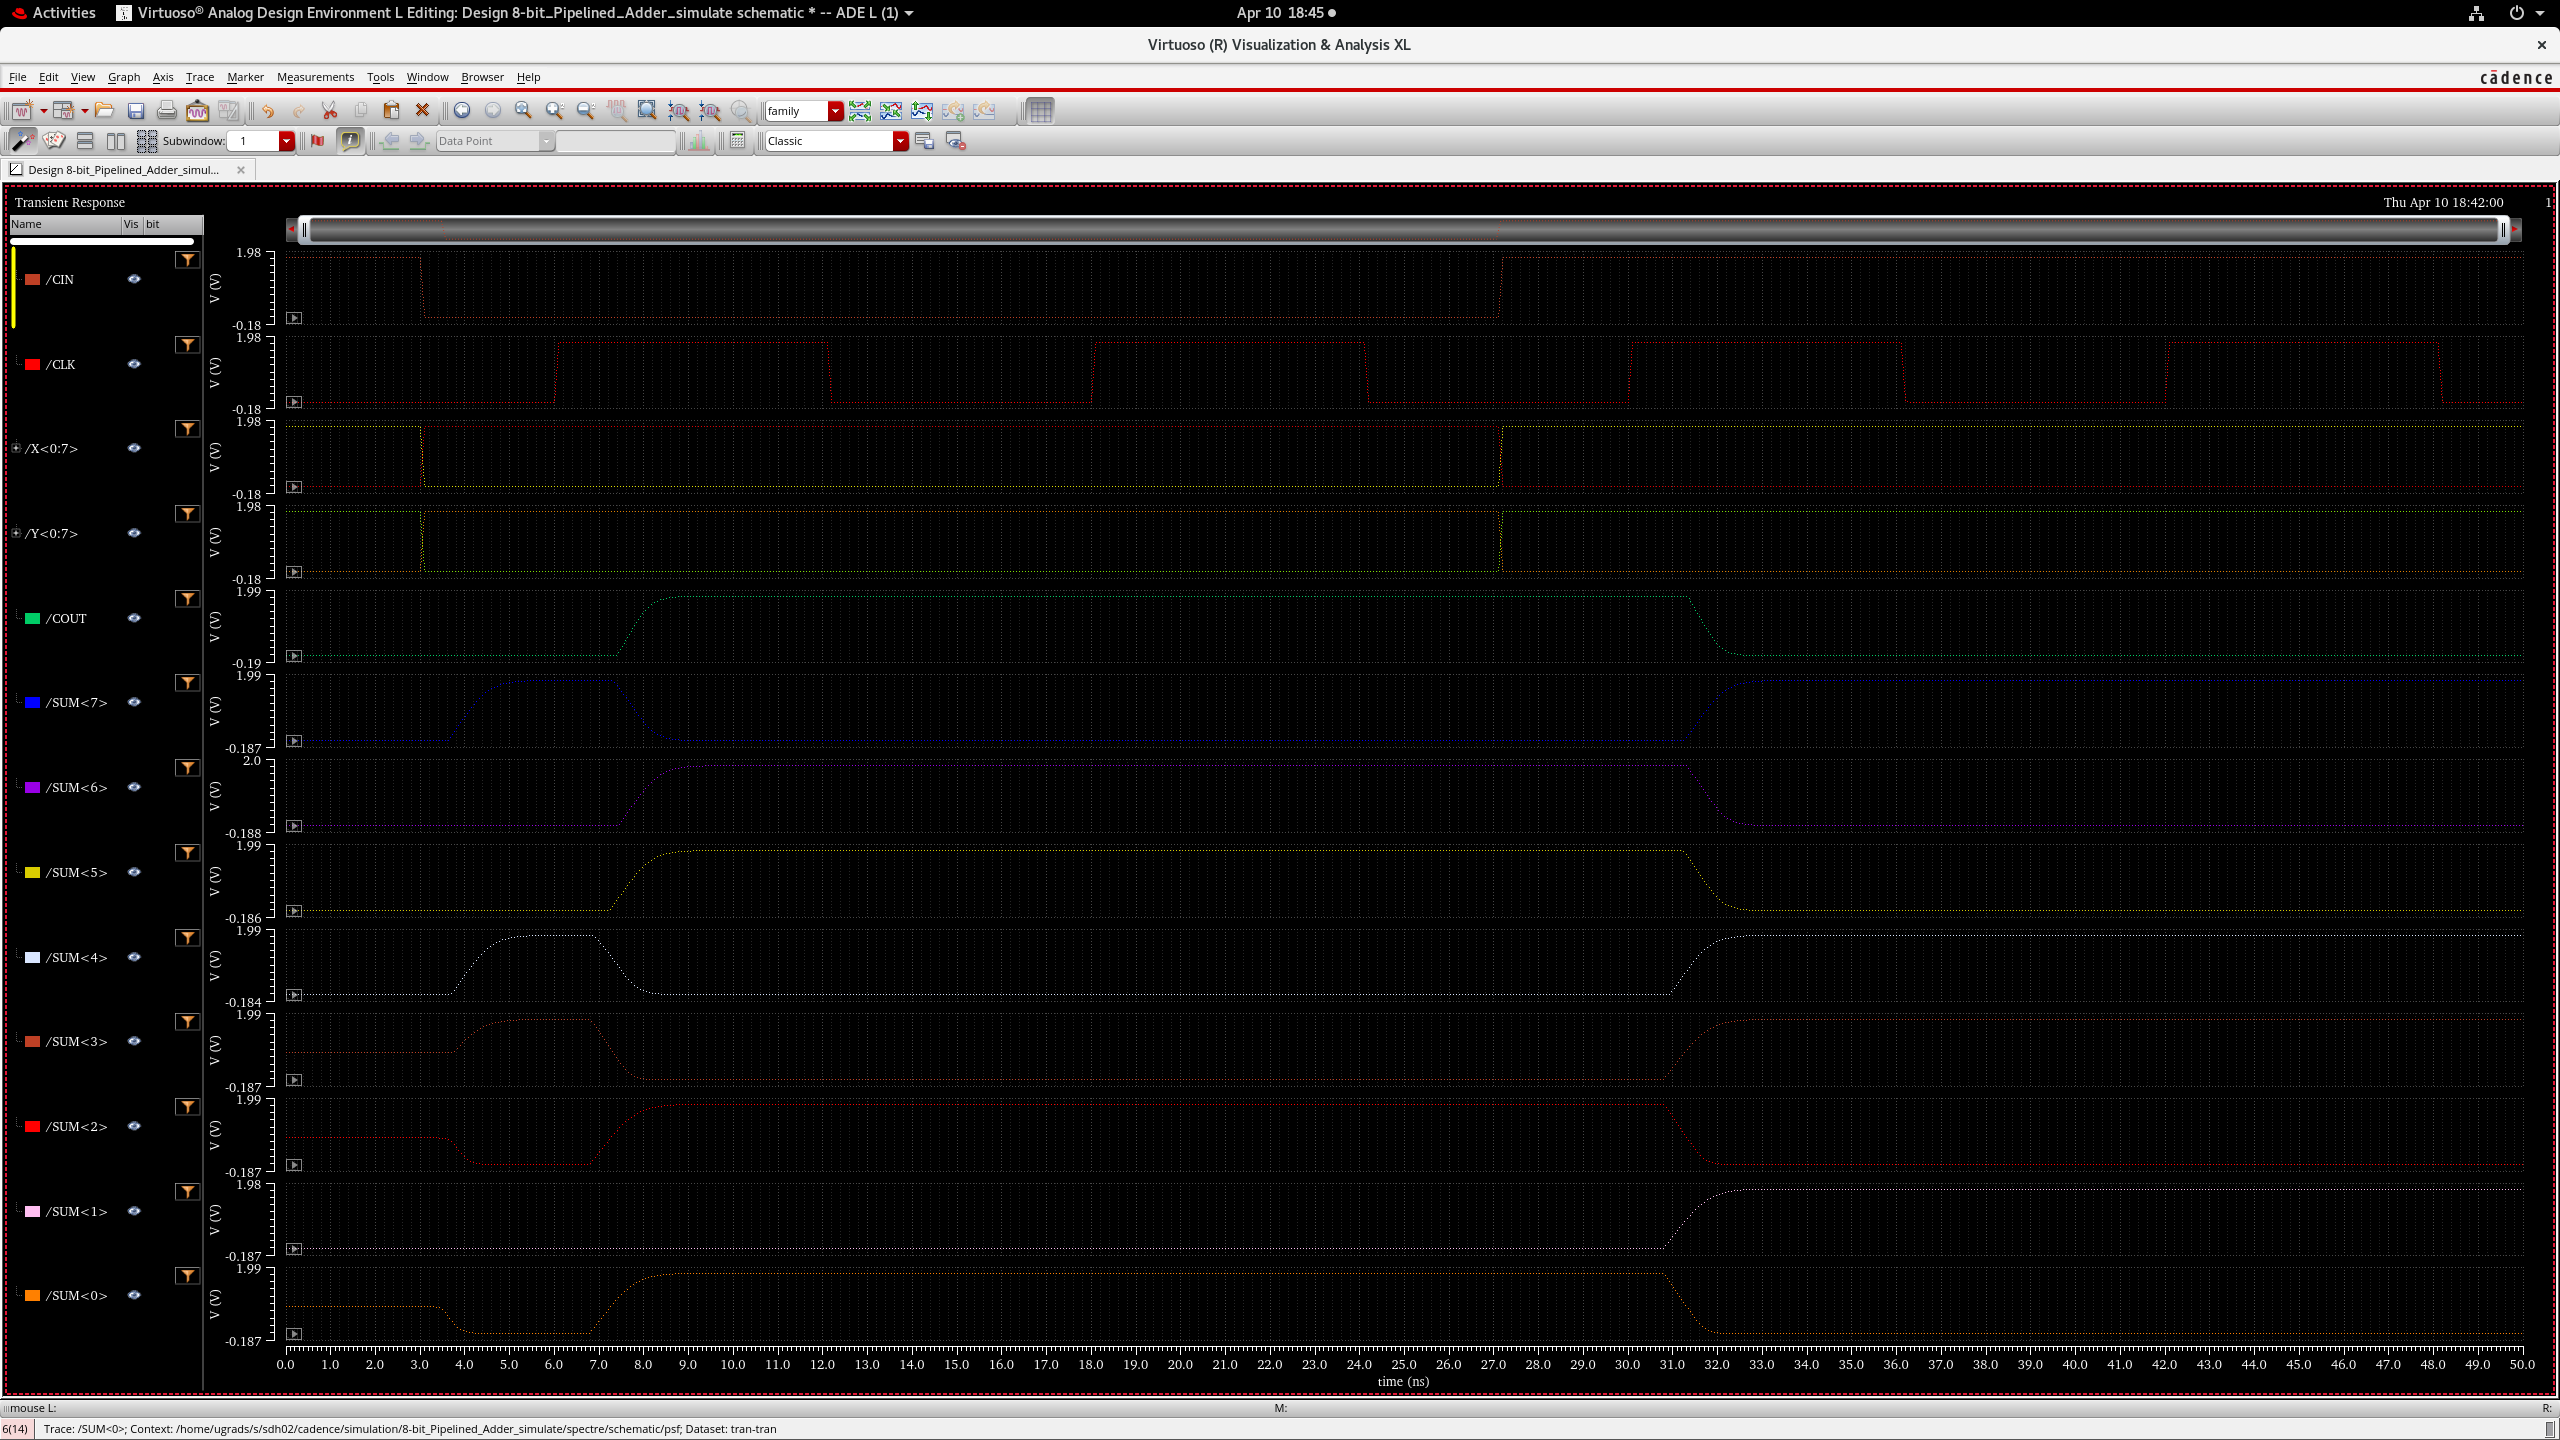 Activities Virtuoso® Analog Design Environment L Editing: Design 8-bit_Pipelined_Adder_simulate schematic * -- ADE L (1) Apr 10 18:45
Virtuoso (R) Visualization & Analysis XL
File Edit View Graph Axis Trace Marker Measurements Tools Window Browser Help cādence
family
Subwindow: 1 Data Point Classic
Design 8-bit_Pipelined_Adder_simul...
Transient Response Thu Apr 10 18:42:00 1
Name Vis bit
1.98
/CIN V (V)
-0.18
1.98
/CLK V (V)
-0.18
1.98
/X<0:7> V (V)
-0.18
1.98
/Y<0:7> V (V)
-0.18
1.99
/COUT V (V)
-0.19
1.99
/SUM<7> V (V)
-0.187
2.0
/SUM<6> V (V)
-0.188
1.99
/SUM<5> V (V)
-0.186
1.99
/SUM<4> V (V)
-0.184
1.99
/SUM<3> V (V)
-0.187
1.99
/SUM<2> V (V)
-0.187
1.98
/SUM<1> V (V)
-0.187
1.99
/SUM<0> V (V)
-0.187
0.0 1.0 2.0 3.0 4.0 5.0 6.0 7.0 8.0 9.0 10.0 11.0 12.0 13.0 14.0 15.0 16.0 17.0 18.0 19.0 20.0 21.0 22.0 23.0 24.0 25.0 26.0 27.0 28.0 29.0 30.0 31.0 32.0 33.0 34.0 35.0 36.0 37.0 38.0 39.0 40.0 41.0 42.0 43.0 44.0 45.0 46.0 47.0 48.0 49.0 50.0
time (ns)
mouse L: M: R:
6(14) Trace: /SUM<0>; Context: /home/ugrads/s/sdh02/cadence/simulation/8-bit_Pipelined_Adder_simulate/spectre/schematic/psf; Dataset: tran-tran